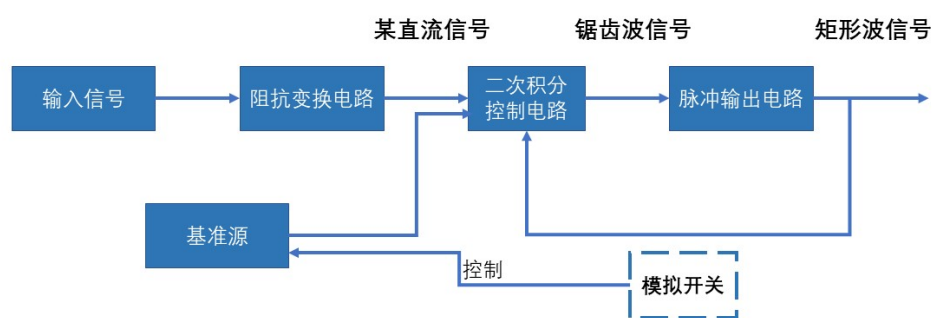 某直流信号
锯齿波信号
矩形波信号
输入信号
阻抗变换电路
二次积分
控制电路
脉冲输出电路
基准源
控制
模拟开关